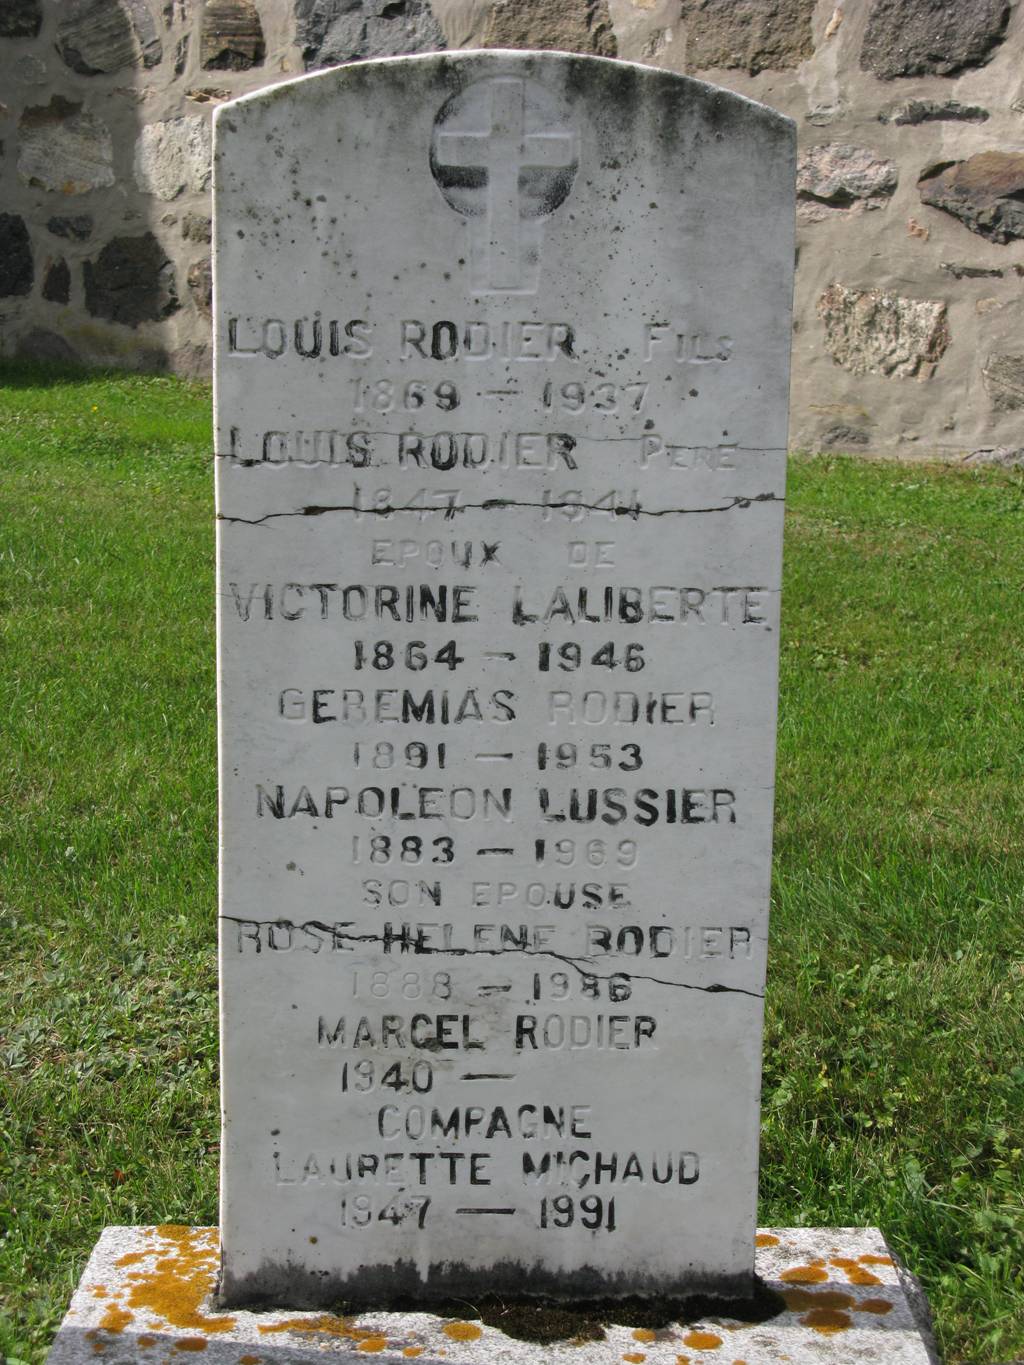 LOUIS RODIER FILS
1869 - 1937
LOUIS RODIER PERE
1847 - 1941
EPOUX DE
VICTORINE LALIBERTE
1864 - 1946
GEREMIAS RODIER
1891 - 1953
NAPOLEON LUSSIER
1883 - 1969
SON EPOUSE
ROSE-HELENE RODIER
1888 - 1986
MARCEL RODIER
1940 -
COMPAGNE
LAURETTE MICHAUD
1947 - 1991